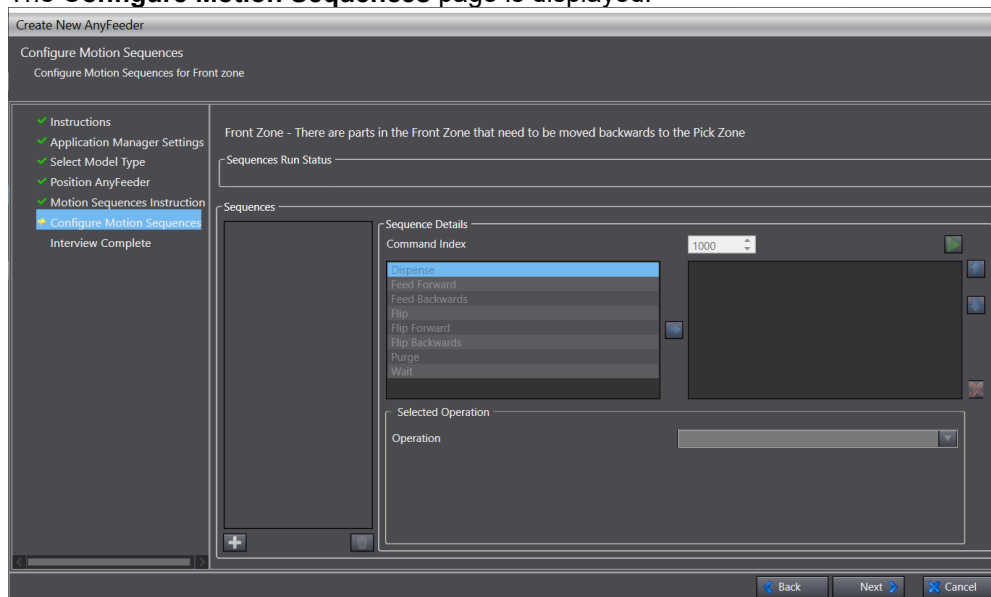 The Configure Motion Sequences page is displayed.
Create New AnyFeeder
Configure Motion Sequences
Configure Motion Sequences for Front zone
Instructions
Application Manager Settings
Select Model Type
Position AnyFeeder
Motion Sequences Instruction
Configure Motion Sequences
Interview Complete
Front Zone - There are parts in the Front Zone that need to be moved backwards to the Pick Zone
Sequences Run Status
Sequences
Sequence Details
Command Index
1000
Dispense
Feed Forward
Feed Backwards
Flip
Flip Forward
Flip Backwards
Purge
Wait
Selected Operation
Operation
Back
Next
Cancel